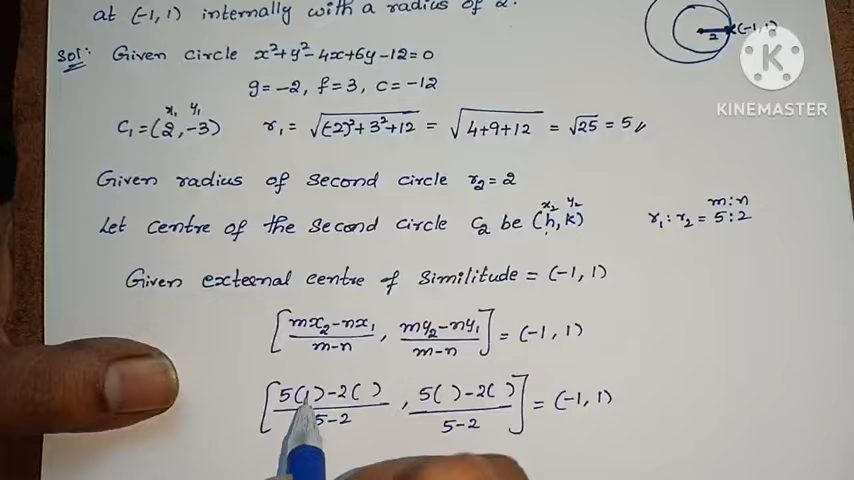 at (-1, 1) internally with a radius of 2.
2 (-1, 1)
Sol: Given circle x²+y²-4x+6y-12=0
g=-2, f=3, c=-12
x₁ y₁
C₁=(2,-3) r₁ = √(-2)²+3²+12 = √4+9+12 = √25 = 5
Given radius of second circle r₂=2
x₂ y₂ m:n
Let centre of the second circle C₂ be (h,k) r₁:r₂ = 5:2
Given external centre of similitude = (-1, 1)
[mx₂-nx₁/m-n, my₂-ny₁/m-n] = (-1, 1)
[5( )-2( )/5-2, 5( )-2( )/5-2] = (-1, 1)
KINEMASTER